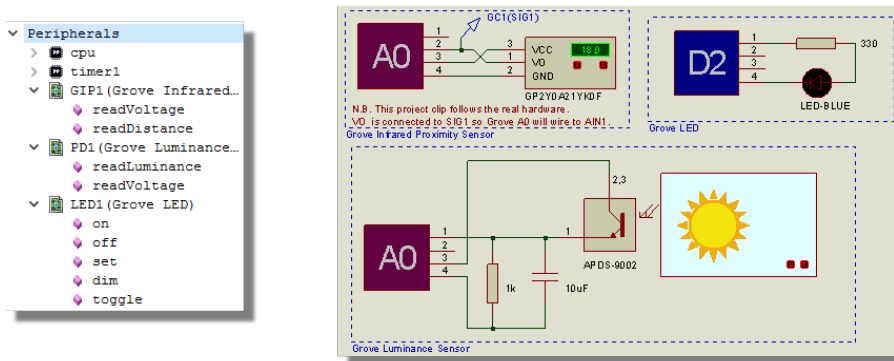 Peripherals
cpu
timer1
GIP1(Grove Infrared...
readVoltage
readDistance
PD1(Grove Luminance...
readLuminance
readVoltage
LED1(Grove LED)
on
off
set
dim
toggle
GC1(SIG1)
A0
1
2
3
4
3
1
2
VCC
VO
GND
18.0
GP2Y0A21YK0F
N.B. This project clip follows the real hardware.
VO is connected to SIG1 so Grove A0 will wire to AIN1.
Grove Infrared Proximity Sensor
D2
1
2
3
4
330
LED-BLUE
Grove LED
A0
1
2
3
4
1k
10uF
1
2,3
APDS-9002
Grove Luminance Sensor